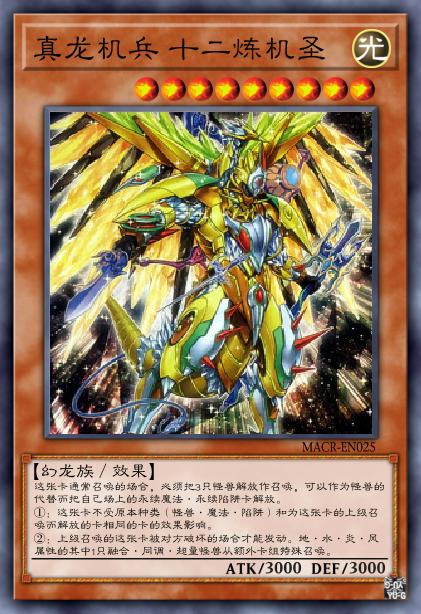 真龙机兵 十二炼机圣
光
MACR-EN025
【幻龙族／效果】
这张卡通常召唤的场合，必须把3只怪兽解放作召唤，可以作为怪兽的
代替而把自己场上的永续魔法·永续陷阱卡解放。
①：这张卡不受原本种类（怪兽·魔法·陷阱）和为这张卡的上级召
唤而解放的卡相同的卡的效果影响。
②：上级召唤的这张卡被对方破坏的场合才能发动。地·水·炎·风
属性的其中1只融合·同调·超量怪兽从额外卡组特殊召唤。
ATK/3000 DEF/3000